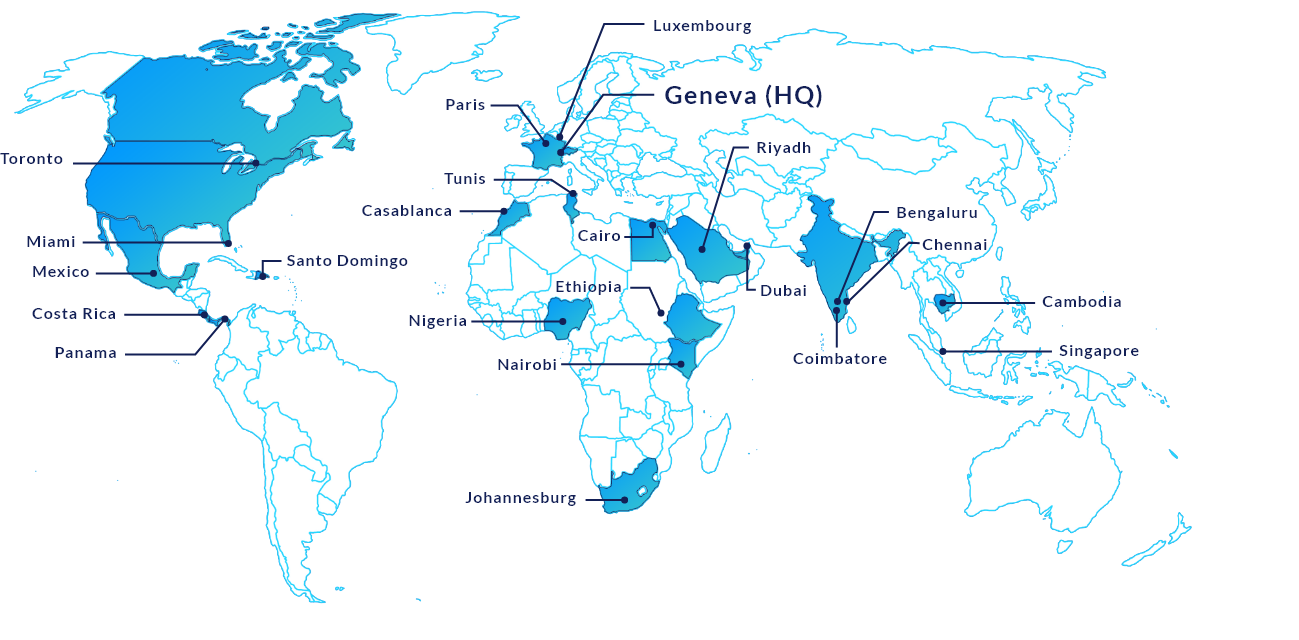 Luxembourg
Geneva (HQ)
Paris
Riyadh
Toronto
Tunis
Casablanca
Bengaluru
Cairo
Miami
Chennai
Santo Domingo
Mexico
Ethiopia
Dubai
Cambodia
Costa Rica
Nigeria
Panama
Singapore
Coimbatore
Nairobi
Johannesburg